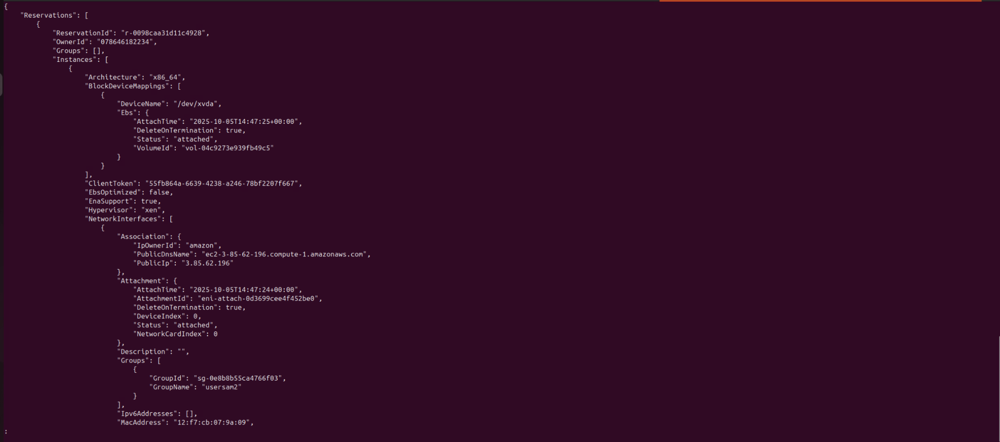 {
    "Reservations": [
        {
            "ReservationId": "r-0098caa31d11c4928",
            "OwnerId": "078646182234",
            "Groups": [],
            "Instances": [
                {
                    "Architecture": "x86_64",
                    "BlockDeviceMappings": [
                        {
                            "DeviceName": "/dev/xvda",
                            "Ebs": {
                                "AttachTime": "2025-10-05T14:47:25+00:00",
                                "DeleteOnTermination": true,
                                "Status": "attached",
                                "VolumeId": "vol-04c9273e939fb49c5"
                            }
                        }
                    ],
                    "ClientToken": "55fb864a-6639-4238-a246-78bf2207f667",
                    "EbsOptimized": false,
                    "EnaSupport": true,
                    "Hypervisor": "xen",
                    "NetworkInterfaces": [
                        {
                            "Association": {
                                "IpOwnerId": "amazon",
                                "PublicDnsName": "ec2-3-85-62-196.compute-1.amazonaws.com",
                                "PublicIp": "3.85.62.196"
                            },
                            "Attachment": {
                                "AttachTime": "2025-10-05T14:47:24+00:00",
                                "AttachmentId": "eni-attach-0d3699cee4f452be0",
                                "DeleteOnTermination": true,
                                "DeviceIndex": 0,
                                "Status": "attached",
                                "NetworkCardIndex": 0
                            },
                            "Description": "",
                            "Groups": [
                                {
                                    "GroupId": "sg-0e8b8b55ca4766f03",
                                    "GroupName": "usersam2"
                                }
                            ],
                            "Ipv6Addresses": [],
                            "MacAddress": "12:f7:cb:07:9a:09",
: